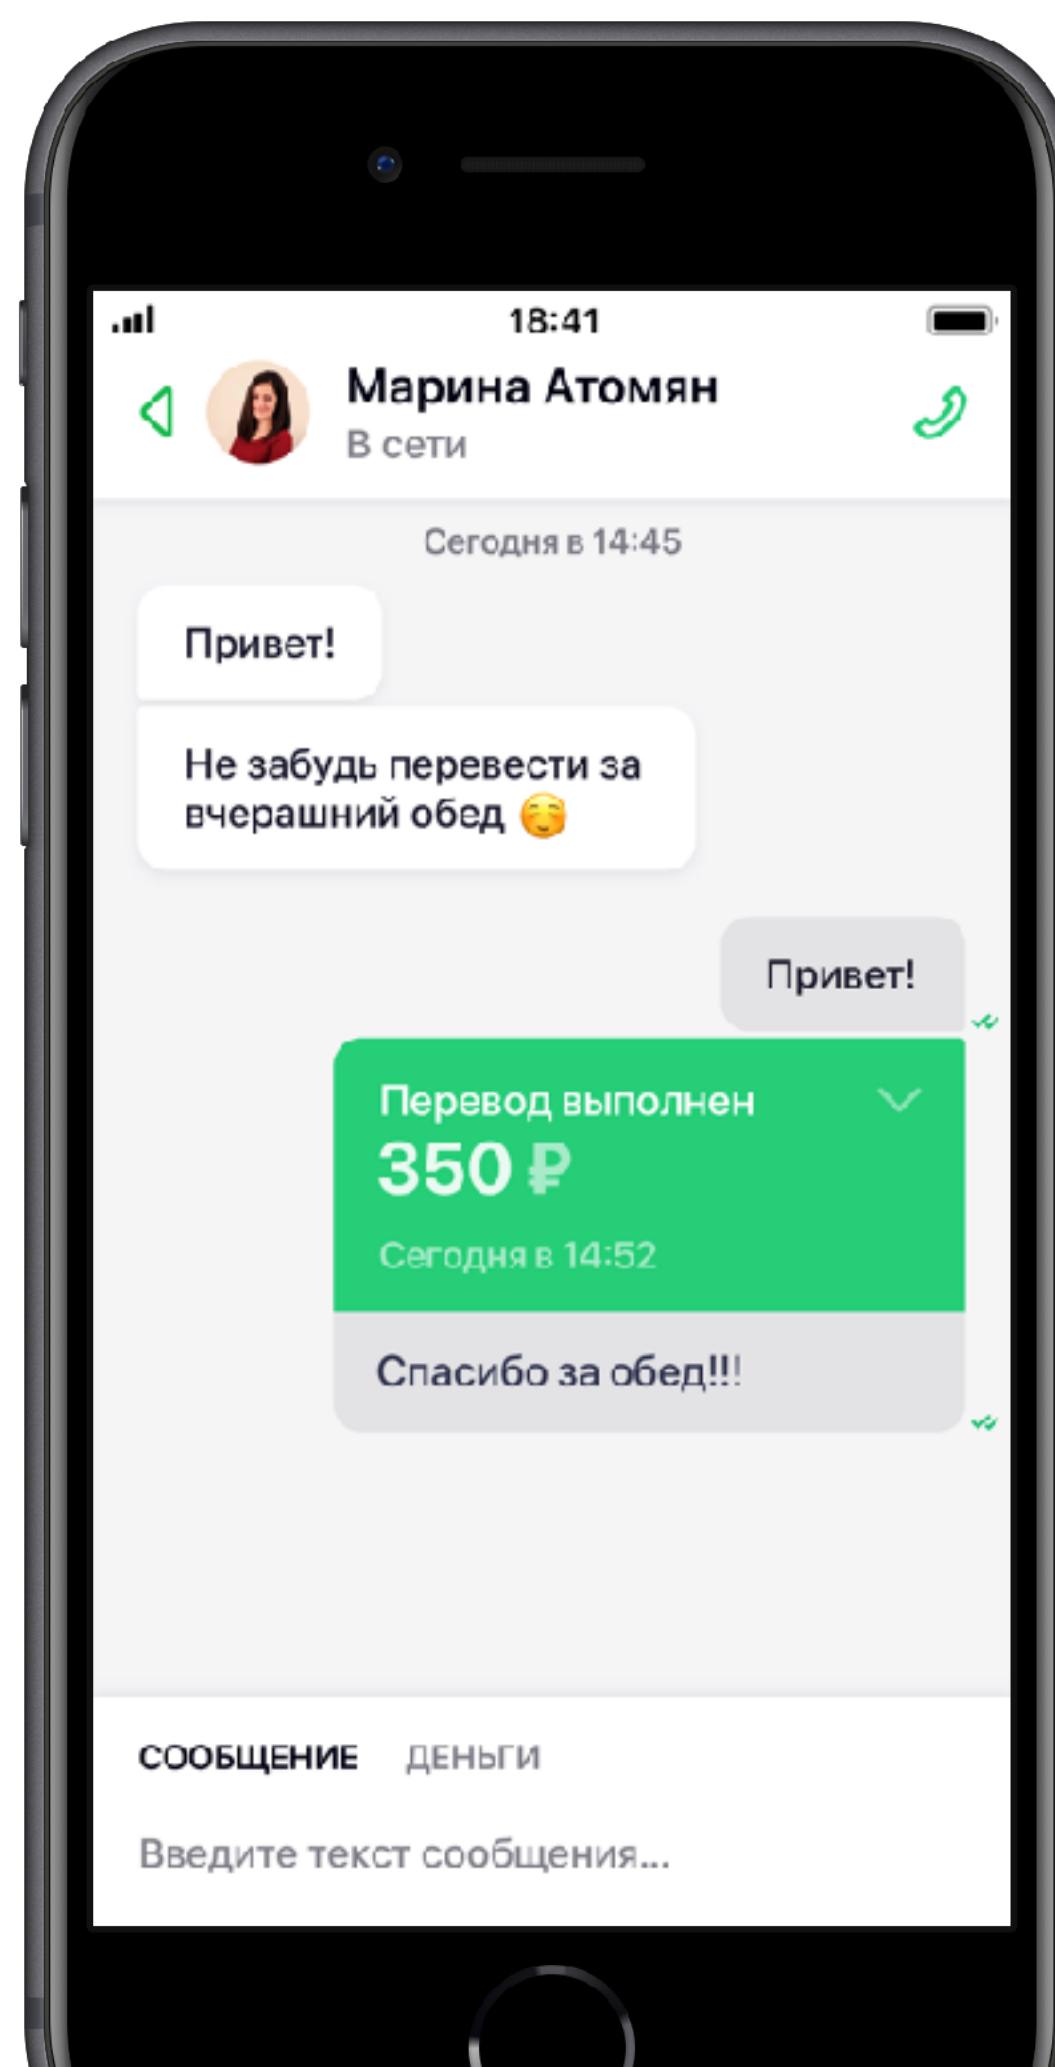 18:41
Марина Атомян
В сети
Сегодня в 14:45
Привет!
Не забудь перевести за
вчерашний обед 🥰
Привет!
Перевод выполнен
350 ₽
Сегодня в 14:52
Спасибо за обед!!!
СООБЩЕНИЕ ДЕНЬГИ
Введите текст сообщения...